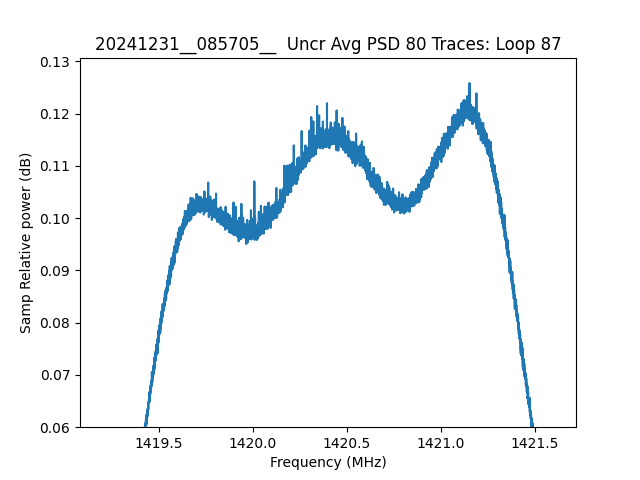 20241231__085705__  Uncr Avg PSD 80 Traces: Loop 87
0.13
0.12
0.11
0.10
0.09
0.08
0.07
0.06
Samp Relative power (dB)
1419.5 1420.0 1420.5 1421.0 1421.5
Frequency (MHz)